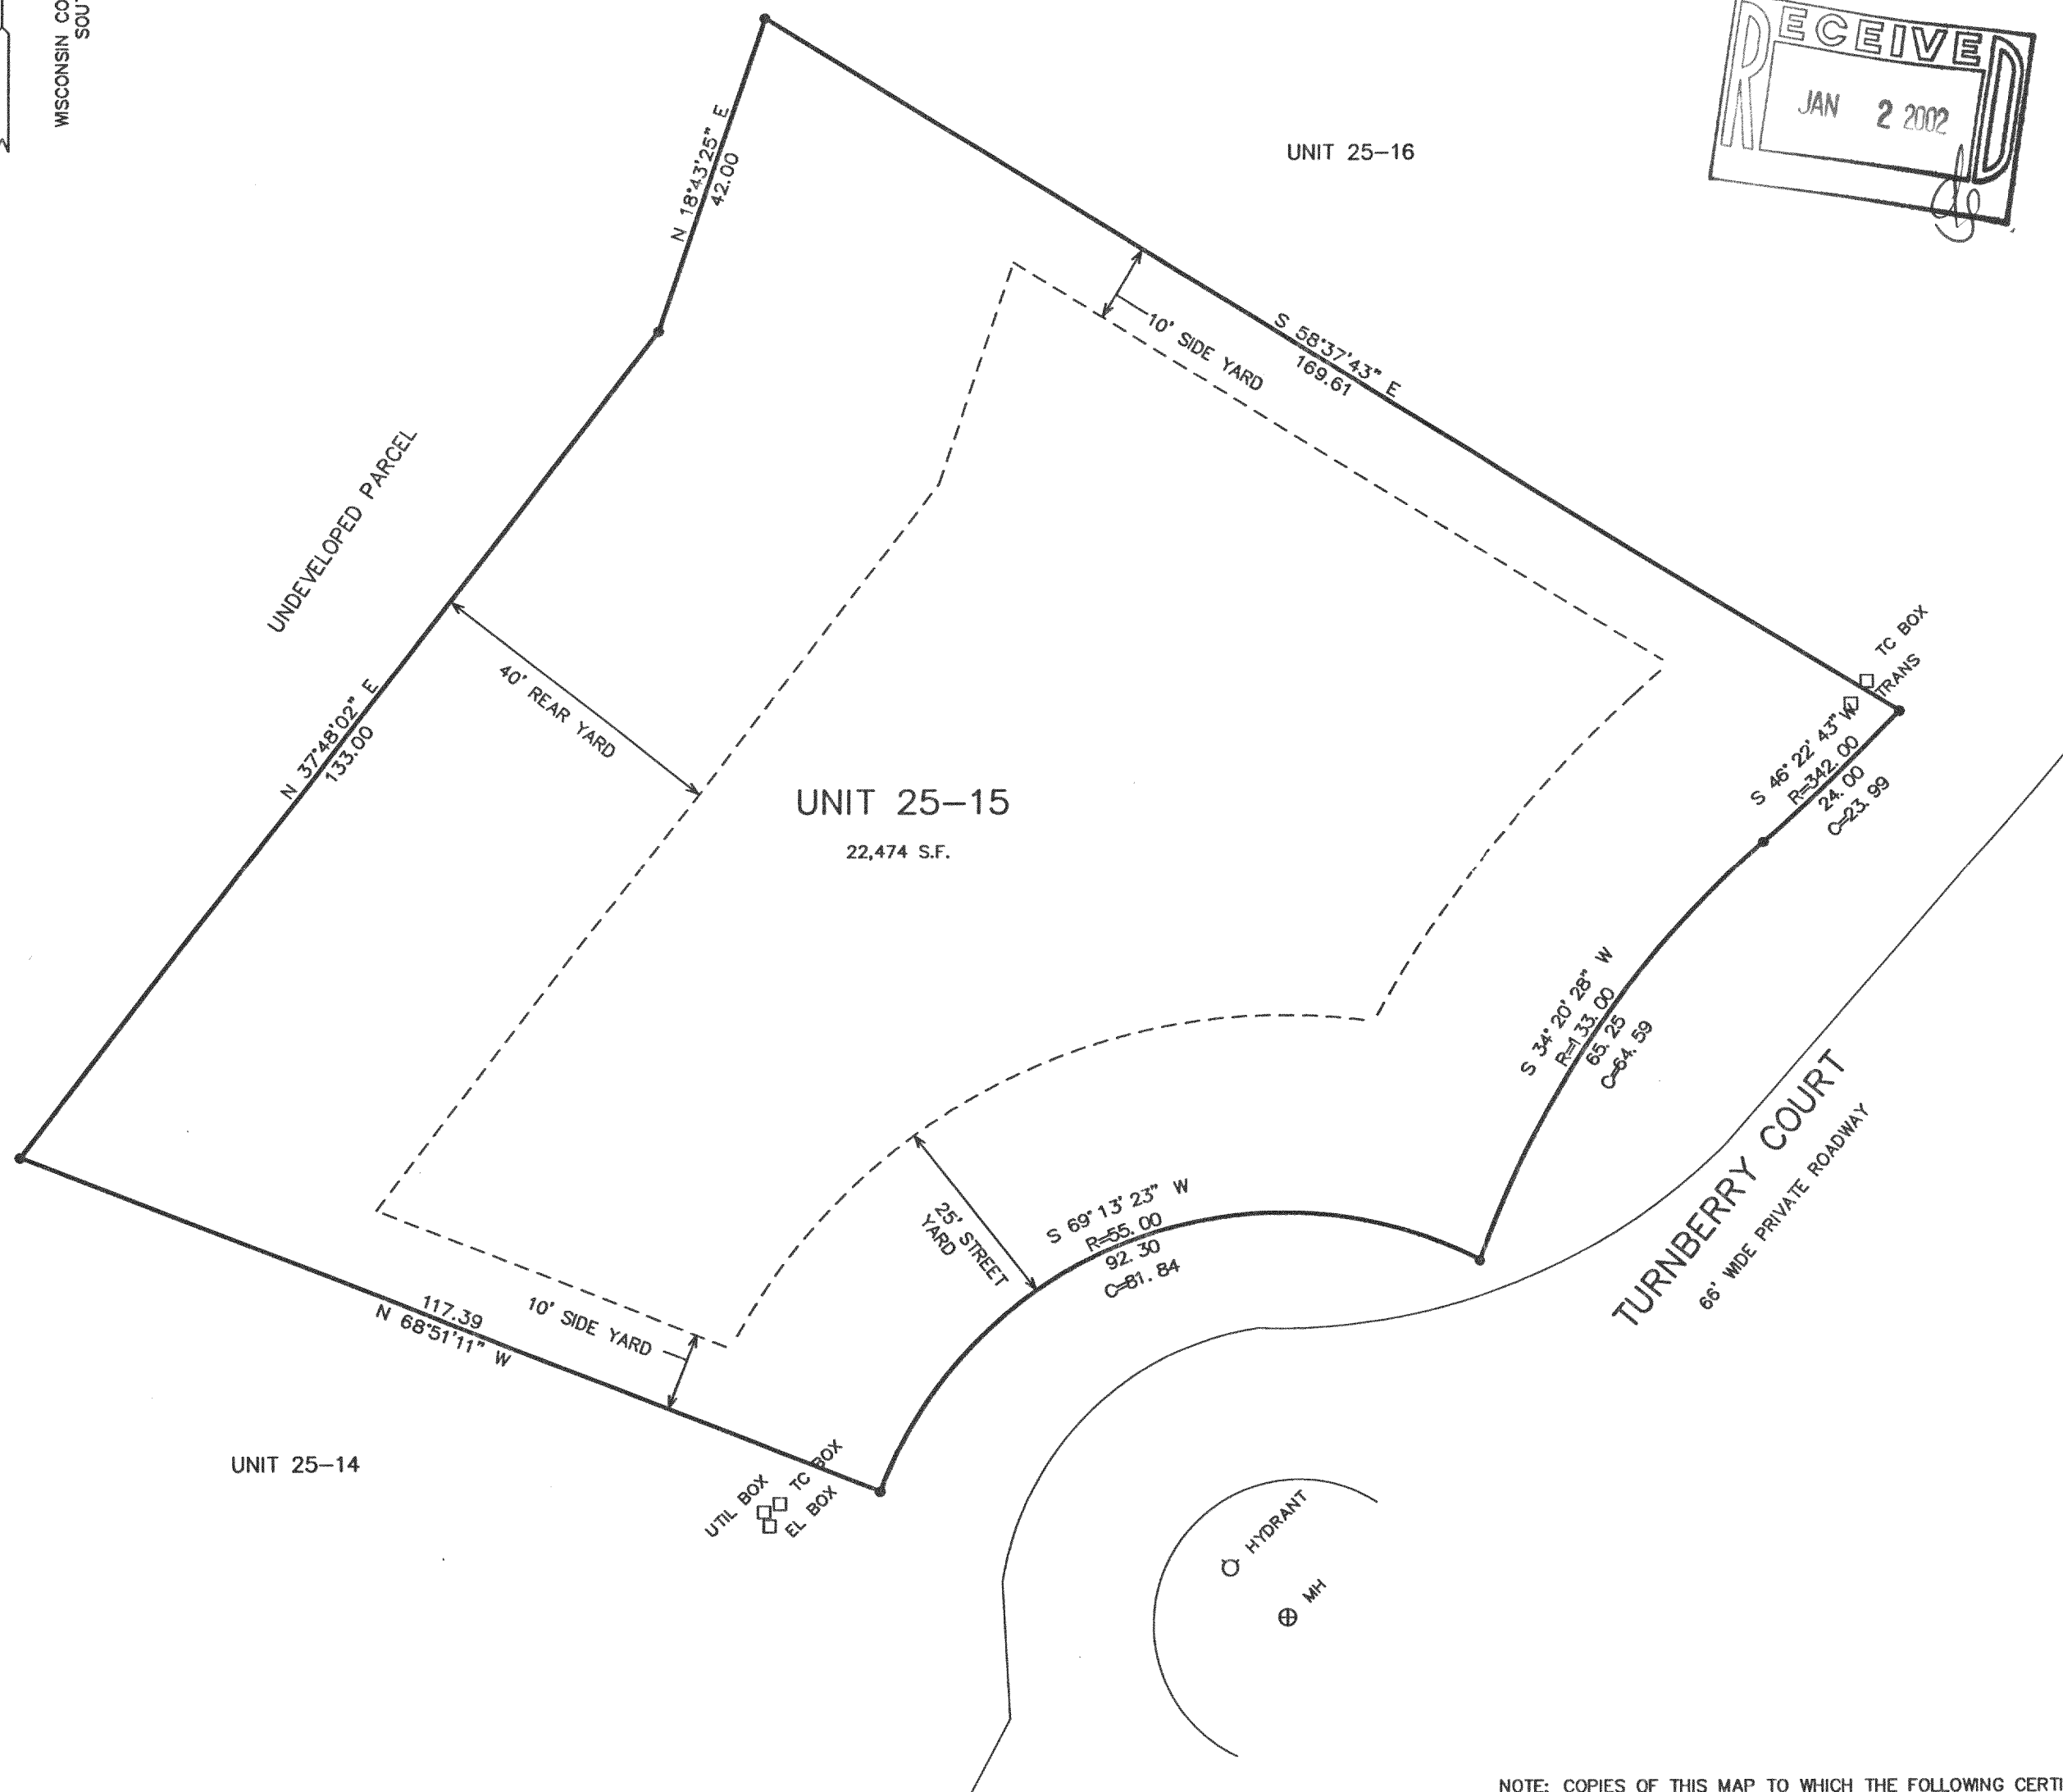 WISCONSIN
RECEIVED
JAN 2 2002
UNIT 25-16
N 18°43'25" E
42.00
S 58°37'43" E
169.61
10' SIDE YARD
UNDEVELOPED PARCEL
N 37°48'02" E
133.00
40' REAR YARD
UNIT 25-15
22,474 S.F.
TC BOX
TRANS
S 46° 22' 43" W
R=342.00
24.00
C=23.99
S 34° 20' 28" W
R=133.00
65.25
C=64.59
TURNBERRY COURT
66' WIDE PRIVATE ROADWAY
S 69° 13' 23" W
R=55.00
92.30
C=81.84
25' STREET
YARD
10' SIDE YARD
117.39
N 68°51'11" W
UNIT 25-14
UTIL BOX
TC BOX
EL BOX
HYDRANT
MH
NOTE: COPIES OF THIS MAP TO WHICH THE FOLLOWING